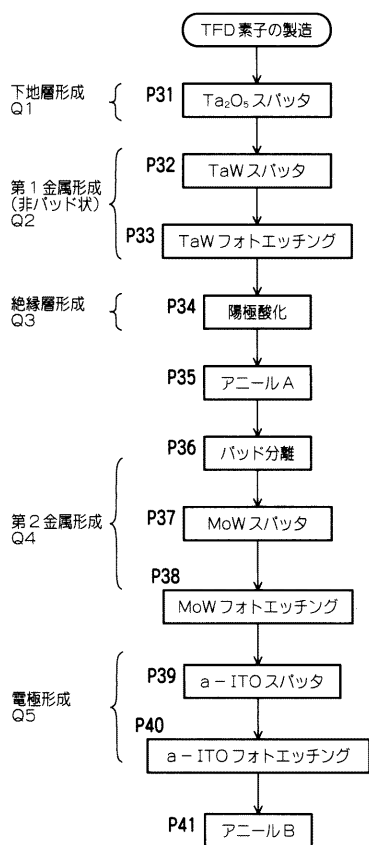 TFD素子の製造
下地層形成
Q1
P31
Ta₂O₅スパッタ
第1金属形成
(非パッド状)
Q2
P32
TaWスパッタ
P33
TaWフォトエッチング
絶縁層形成
Q3
P34
陽極酸化
P35
アニールA
P36
パッド分離
第2金属形成
Q4
P37
MoWスパッタ
P38
MoWフォトエッチング
電極形成
Q5
P39
a-ITOスパッタ
P40
a-ITOフォトエッチング
P41
アニールB